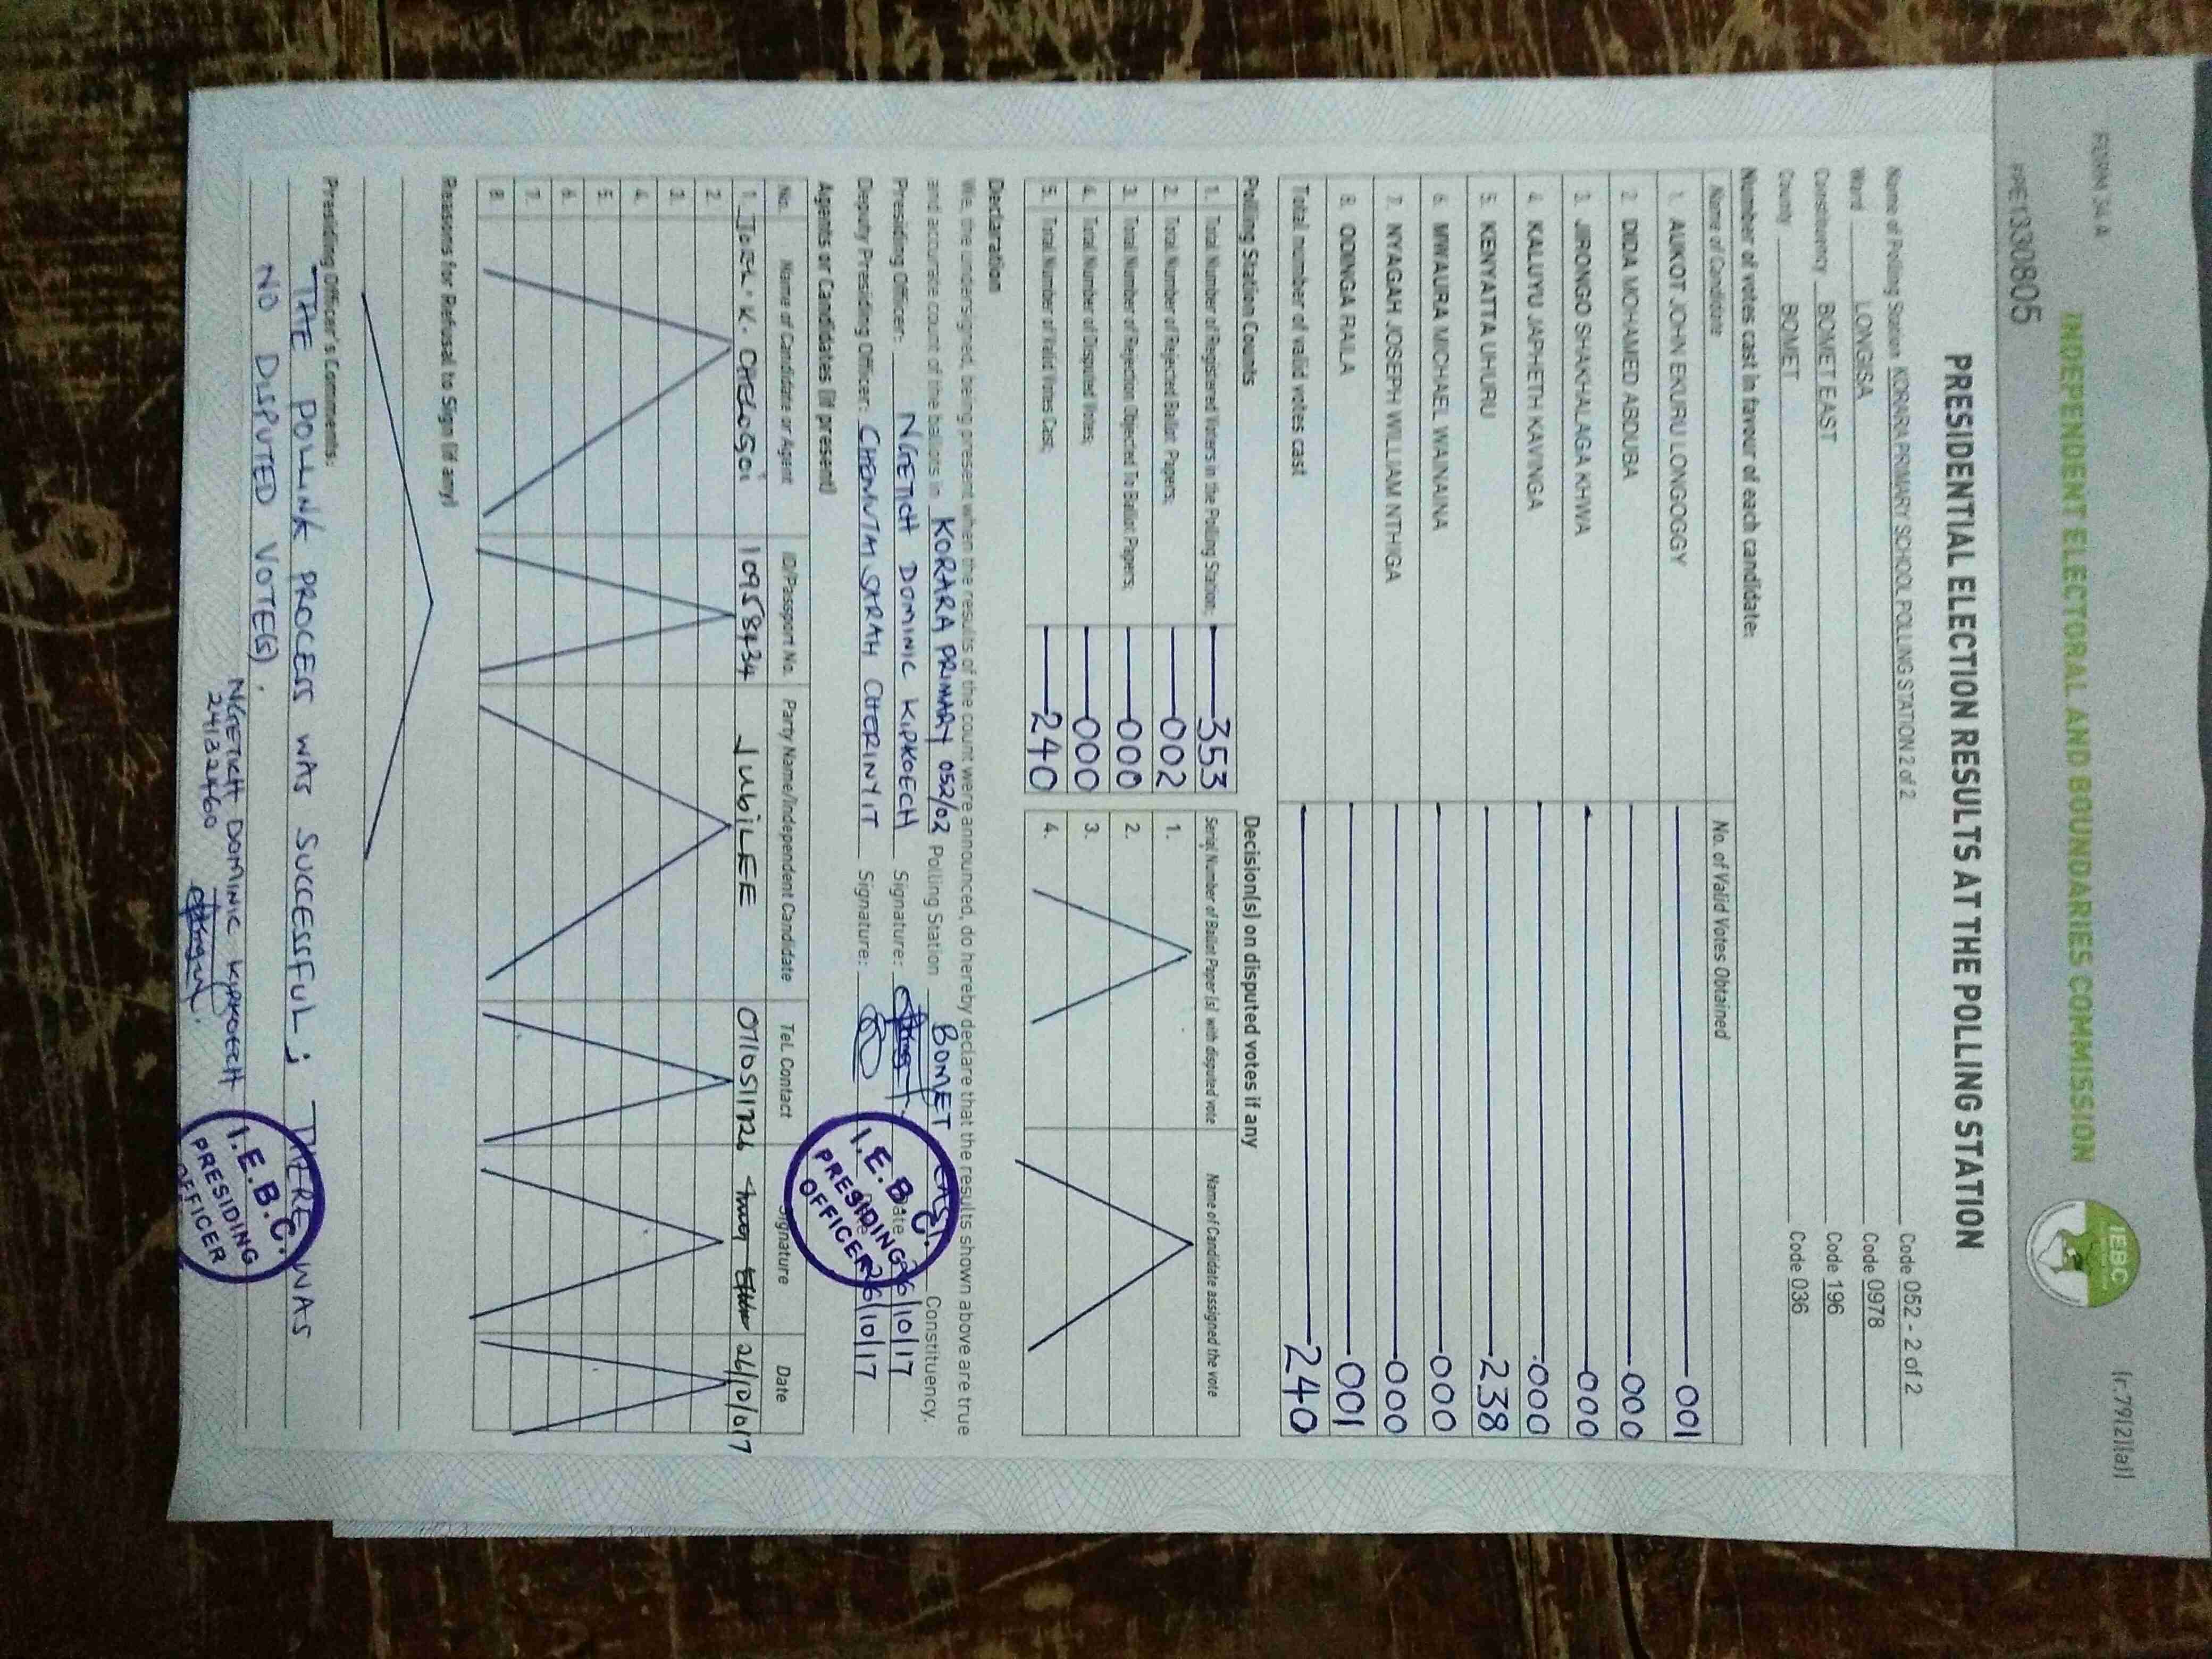 FORM 34 A
(r.79(2)(a))
INDEPENDENT ELECTORAL AND BOUNDARIES COMMISSION
IEBC
PRE1330805
PRESIDENTIAL ELECTION RESULTS AT THE POLLING STATION
Name of Polling Station KORARA PRIMARY SCHOOL POLLING STATION 2 of 2 Code 052 - 2 of 2
Ward LONGISA Code 0978
Constituency BOMET EAST Code 196
County BOMET Code 036
Number of votes cast in favour of each candidate:
Name of Candidate No. of Valid Votes Obtained
1. AUKOT JOHN EKURU LONGOGGY 001
2. DIDA MOHAMED ABDUBA 000
3. JIRONGO SHAKHALAGA KHWA 000
4. KALUYU JAPHETH KAVINGA 000
5. KENYATTA UHURU 238
6. MWAURA MICHAEL WAINAINA 000
7. NYAGAH JOSEPH WILLIAM NTHIGA 000
8. ODINGA RAILA 001
Total number of valid votes cast 240
Polling Station Counts
1. Total Number of Registered Voters in the Polling Station; 353
2. Total Number of Rejected Ballot Papers; 002
3. Total Number of Rejection Objected To Ballot Papers; 000
4. Total Number of Disputed Votes; 000
5. Total Number of Valid Votes Cast; 240
Decision(s) on disputed votes if any
Serial Number of Ballot Paper (s) with disputed vote Name of Candidate assigned the vote
1.
2.
3.
4.
Declaration
We, the undersigned, being present when the results of the count were announced, do hereby declare that the results shown above are true
and accurate count of the ballots in KORARA PRIMARY 052/02 Polling Station BOMET EAST Constituency.
Presiding Officer: NGETICH DOMINIC KIPKOECH Signature: Date 26/10/17
Deputy Presiding Officer: SARAH CHERINYIT Signature: 26/10/17
I.E.B.C.
PRESIDING
OFFICER
Agents or Candidates (if present)
No. Name of Candidate or Agent ID/Passport No. Party Name/Independent Candidate Tel. Contact Signature Date
1. JOEL K. CHELOGOI 10958434 JUBILEE 26/10/017
2.
3.
4.
5.
6.
7.
8.
Reasons for Refusal to Sign (if any)
Presiding Officer's Comments:
THE POLLINK PROCESS WAS SUCCESSFUL; THERE WAS
NO DISPUTED VOTE(S).
NGETICH DOMINIC KIPKOECH
24132460
I.E.B.C.
PRESIDING
OFFICER